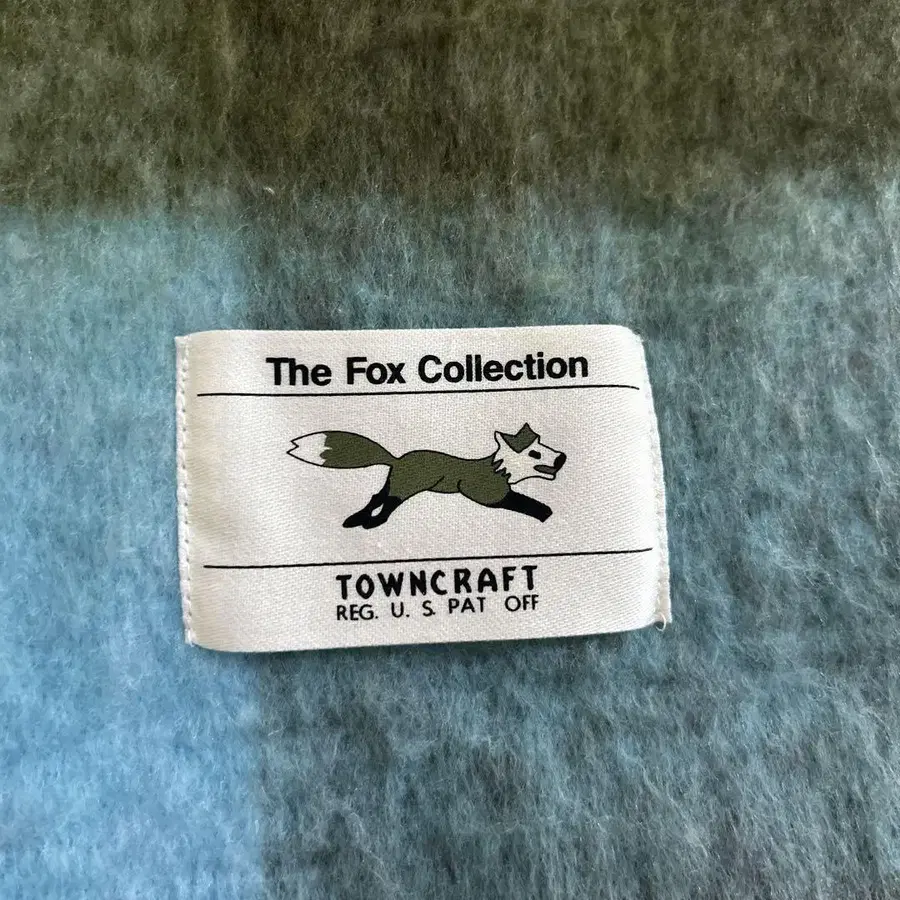 The Fox Collection
TOWNCRAFT
REG. U. S. PAT OFF